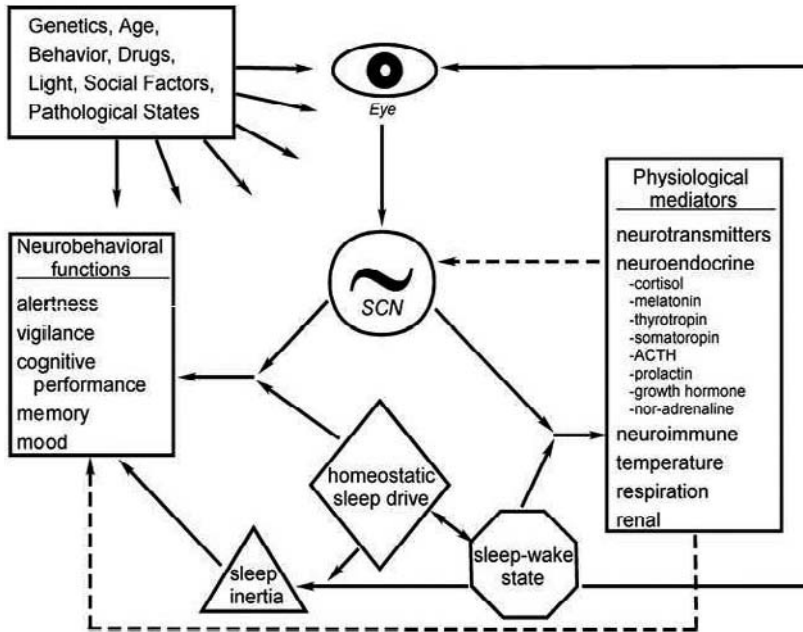 Genetics, Age,
Behavior, Drugs,
Light, Social Factors,
Pathological States
Eye
SCN
Neurobehavioral
functions
alertness
vigilance
cognitive
performance
memory
mood
Physiological
mediators
neurotransmitters
neuroendocrine
-cortisol
-melatonin
-thyrotropin
-somatoropin
-ACTH
-prolactin
-growth hormone
-nor-adrenaline
neuroimmune
temperature
respiration
renal
homeostatic
sleep drive
sleep-wake
state
sleep
inertia